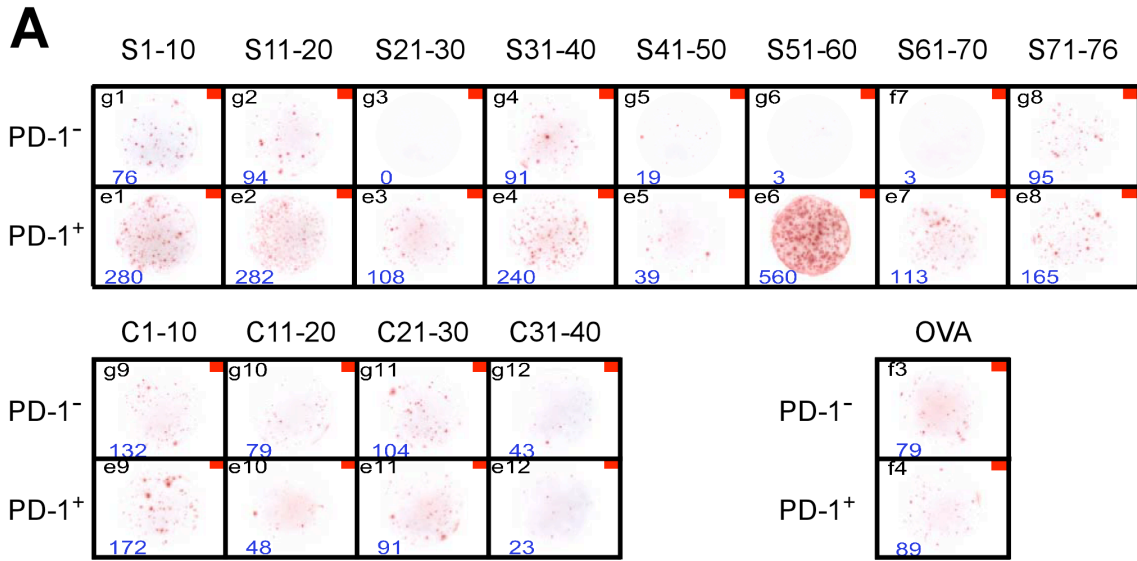 A
S1-10 S11-20 S21-30 S31-40 S41-50 S51-60 S61-70 S71-76
g1 g2 g3 g4 g5 g6 f7 g8
PD-1⁻
76 94 0 91 19 3 3 95
e1 e2 e3 e4 e5 e6 e7 e8
PD-1⁺
280 282 108 240 39 560 113 165
C1-10 C11-20 C21-30 C31-40 OVA
g9 g10 g11 g12 f3
PD-1⁻ PD-1⁻
132 79 104 43 79
e9 e10 e11 e12 f4
PD-1⁺ PD-1⁺
172 48 91 23 89